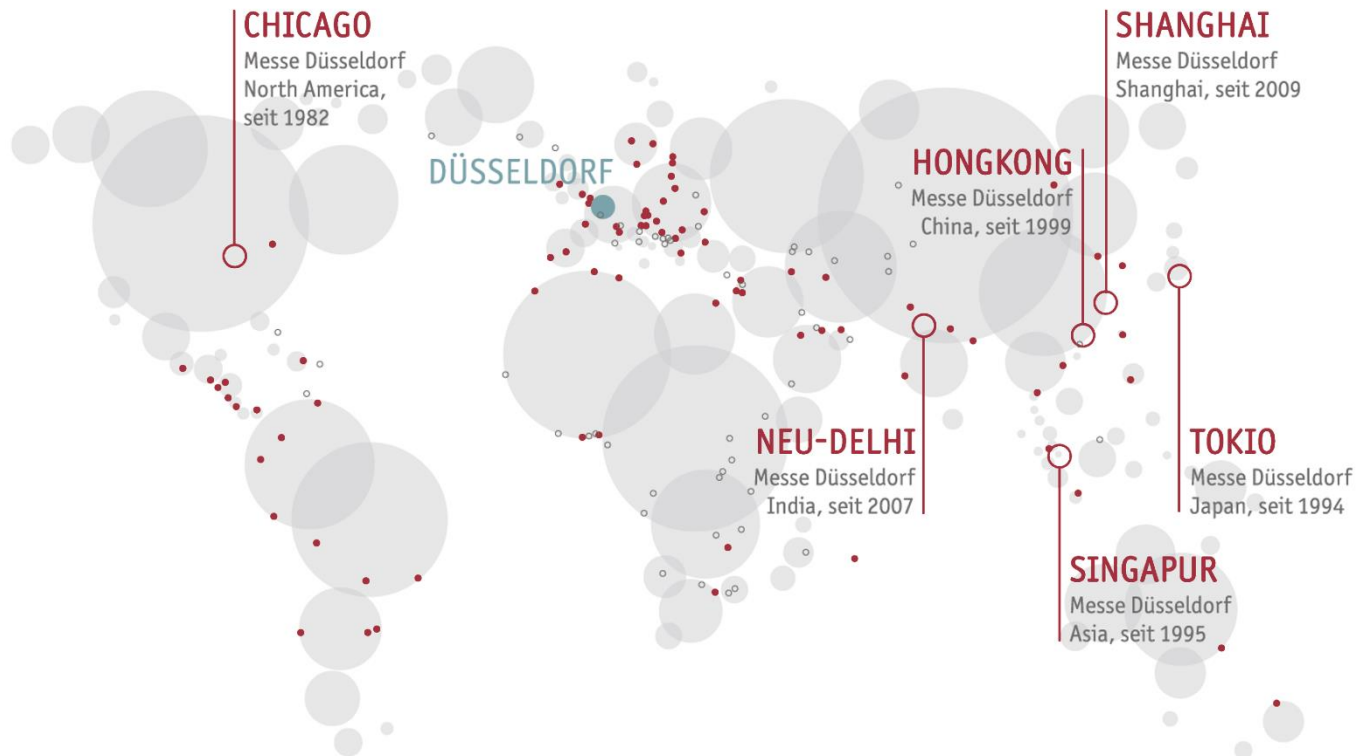 CHICAGO
Messe Düsseldorf
North America,
seit 1982
SHANGHAI
Messe Düsseldorf
Shanghai, seit 2009
DÜSSELDORF
HONGKONG
Messe Düsseldorf
China, seit 1999
NEU-DELHI
Messe Düsseldorf
India, seit 2007
TOKIO
Messe Düsseldorf
Japan, seit 1994
SINGAPUR
Messe Düsseldorf
Asia, seit 1995